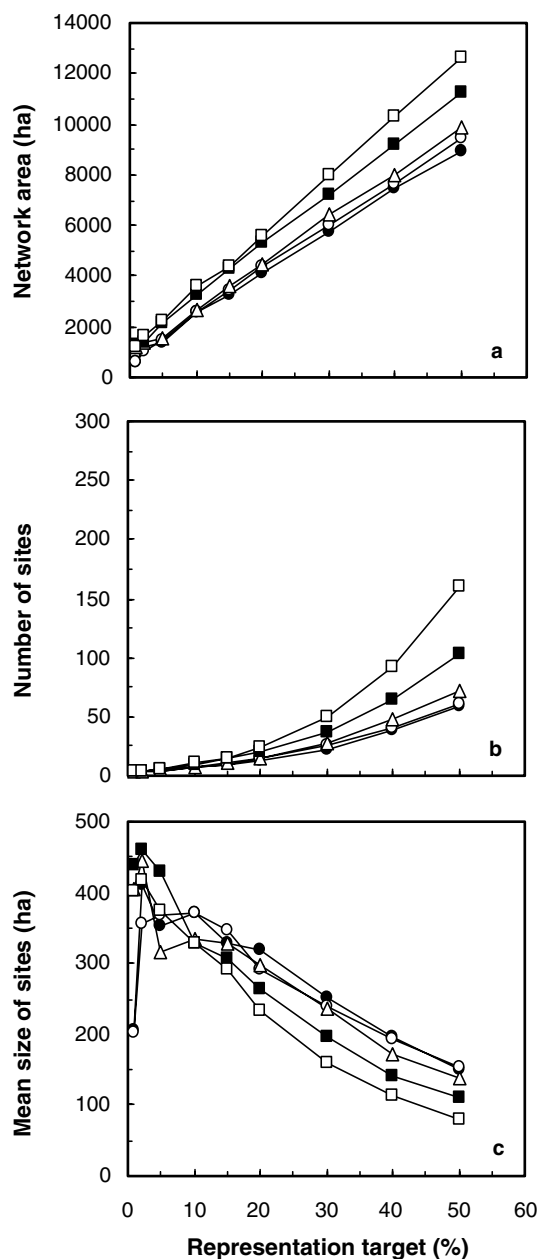 14000
12000
10000
8000
6000
4000
2000
0
Network area (ha)
a
300
250
200
150
100
50
0
Number of sites
b
500
400
300
200
100
0
Mean size of sites (ha)
c
0 10 20 30 40 50 60
Representation target (%)